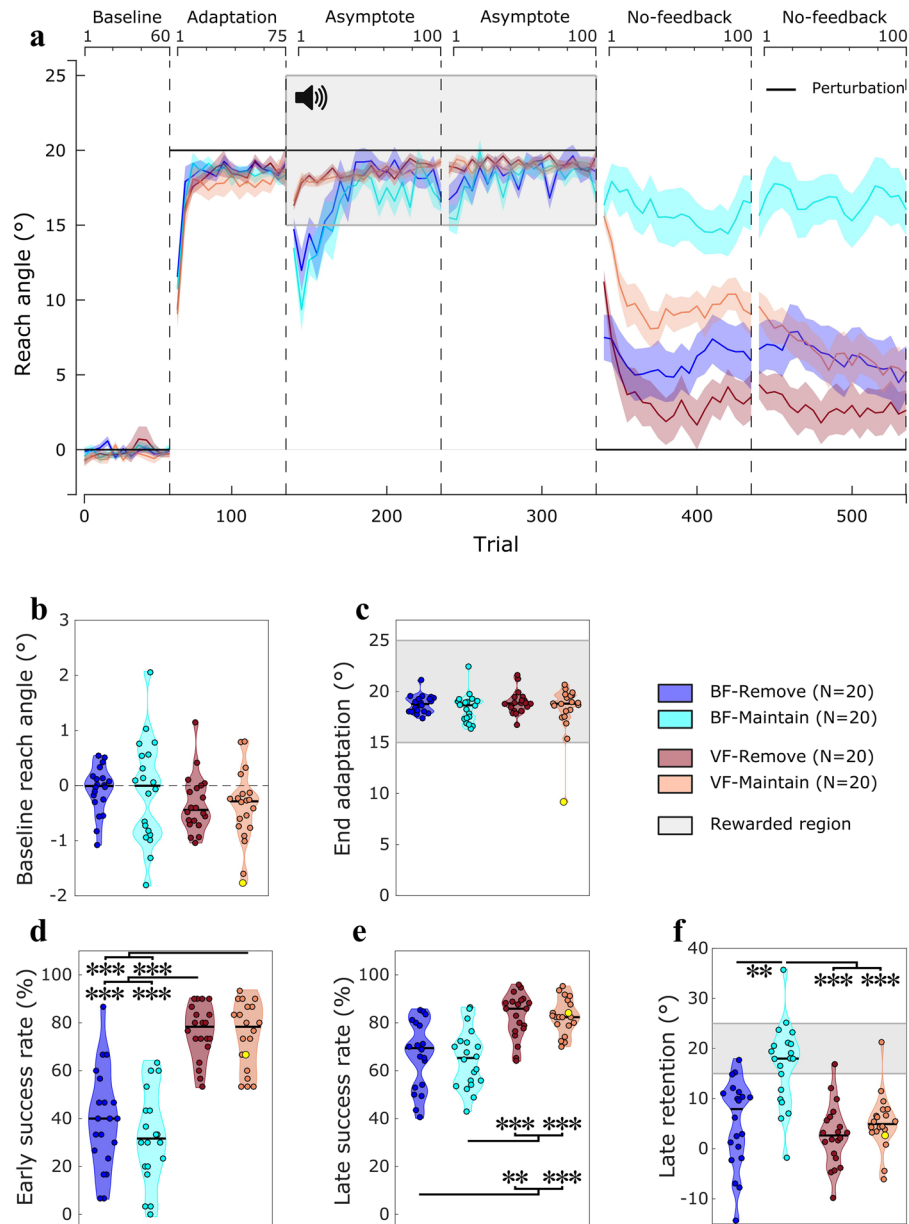 Baseline Adaptation Asymptote Asymptote No-feedback No-feedback
a 1 60 1 75 1 100 1 100 1 100 1 100
25
Perturbation
20
15
10
5
0
Reach angle (°)
0 100 200 300 400 500
Trial
b
3
2
1
0
-1
-2
Baseline reach angle (°)
c
25
20
15
10
5
0
End adaptation (°)
BF-Remove (N=20)
BF-Maintain (N=20)
VF-Remove (N=20)
VF-Maintain (N=20)
Rewarded region
d
100
80
60
40
20
0
Early success rate (%)
*** ***
*** ***
e
100
80
60
40
20
0
Late success rate (%)
*** ***
** ***
f
40
30
20
10
0
-10
Late retention (°)
**
*** ***